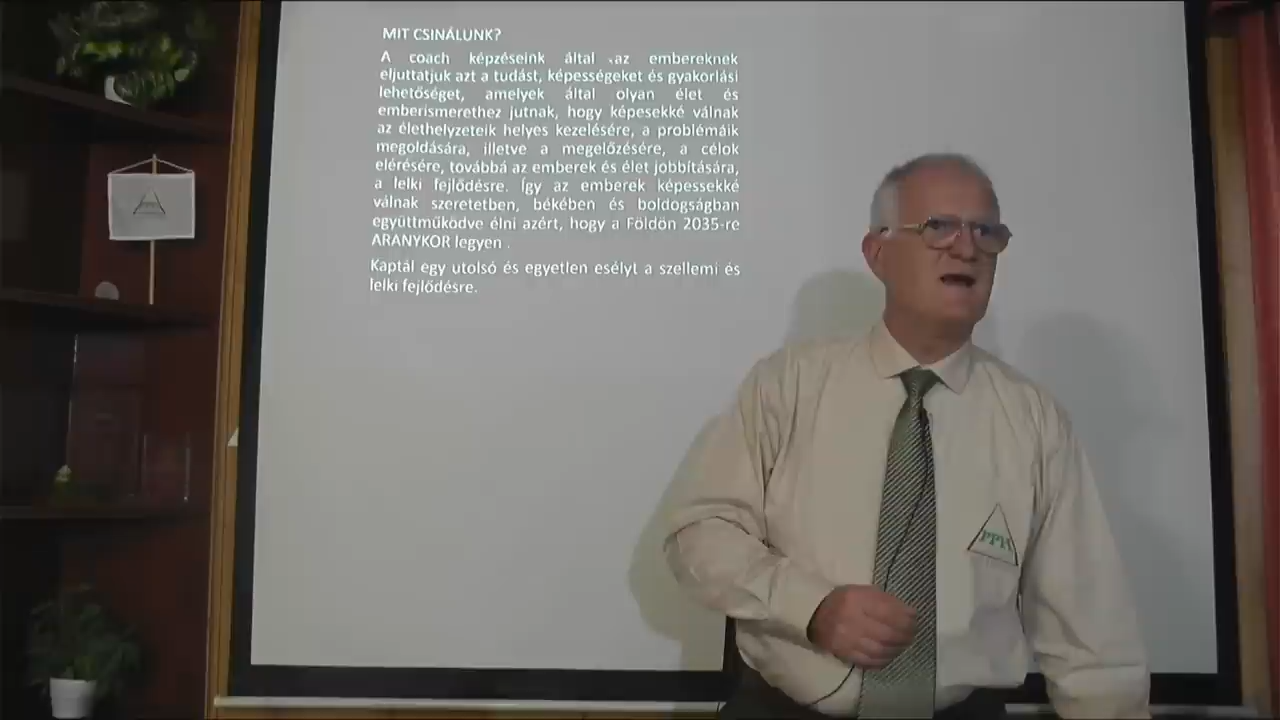 MIT CSINÁLUNK?
A coach képzéseink által az embereknek
eljuttatjuk azt a tudást, képességeket és gyakorlási
lehetőséget, amelyek által olyan élet és
emberismerethez jutnak, hogy képesekké válnak
az élethelyzeteik helyes kezelésére, a problémáik
megoldására, illetve a megelőzésére, a célok
elérésére, továbbá az emberek és élet jobbítására,
a lelki fejlődésre. Így az emberek képessekké
válnak szeretetben, békében és boldogságban
együttműködve élni azért, hogy a Földön 2035-re
ARANYKOR legyen .
Kaptál egy utolsó és egyetlen esélyt a szellemi és
lelki fejlődésre.